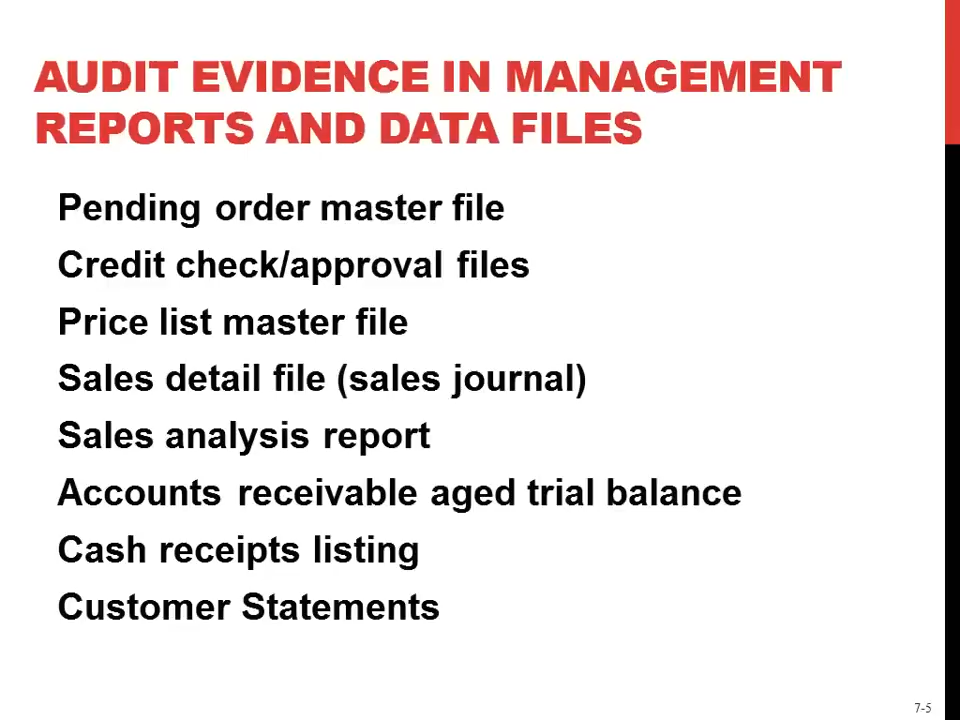 AUDIT EVIDENCE IN MANAGEMENT
REPORTS AND DATA FILES
Pending order master file
Credit check/approval files
Price list master file
Sales detail file (sales journal)
Sales analysis report
Accounts receivable aged trial balance
Cash receipts listing
Customer Statements
7-5